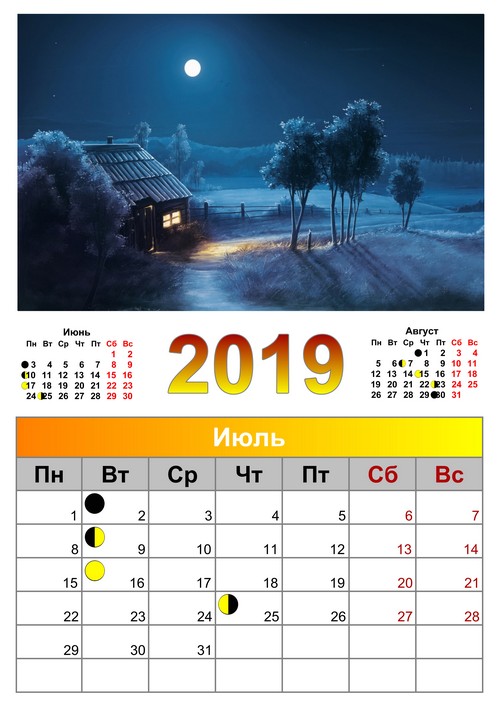 Июнь
Пн Вт Ср Чт Пт Сб Вс
1 2
3 4 5 6 7 8 9
10 11 12 13 14 15 16
17 18 19 20 21 22 23
24 25 26 27 28 29 30
2019
Август
Пн Вт Ср Чт Пт Сб Вс
1 2 3 4
5 6 7 8 9 10 11
12 13 14 15 16 17 18
19 20 21 22 23 24 25
26 27 28 29 30 31
Июль
Пн Вт Ср Чт Пт Сб Вс
1 2 3 4 5 6 7
8 9 10 11 12 13 14
15 16 17 18 19 20 21
22 23 24 25 26 27 28
29 30 31